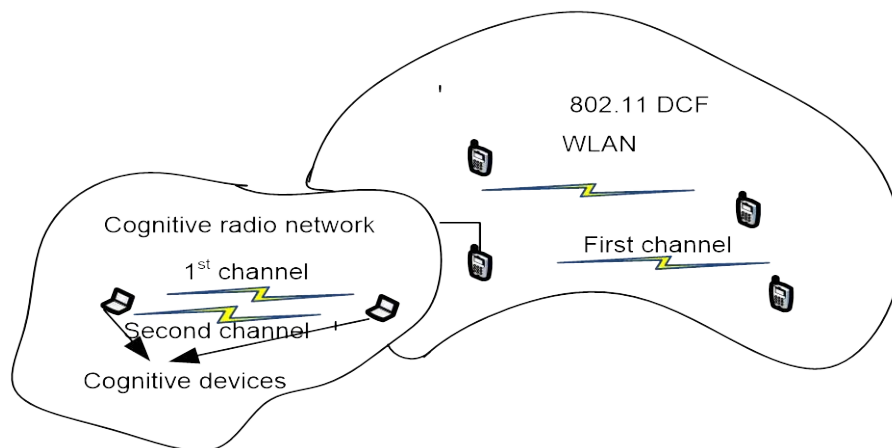 802.11 DCF
WLAN
Cognitive radio network
First channel
1st channel
Second channel
Cognitive devices